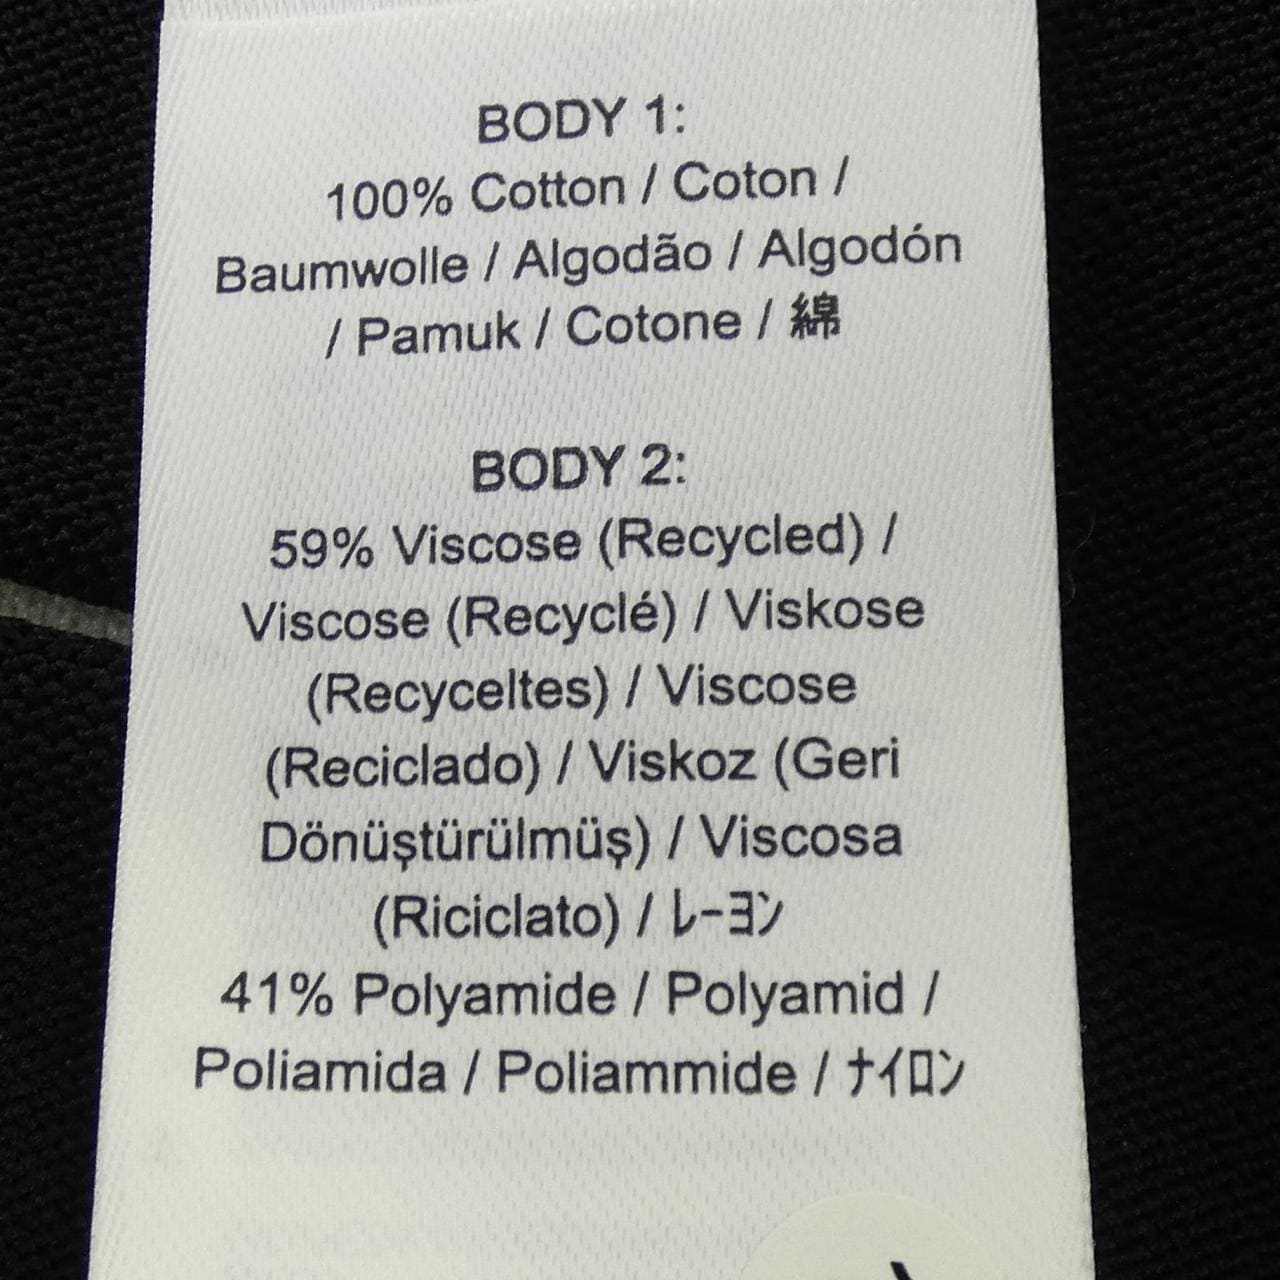 BODY 1:
100% Cotton / Coton /
Baumwolle / Algodão / Algodón
/ Pamuk / Cotone / 綿
BODY 2:
59% Viscose (Recycled) /
Viscose (Recyclé) / Viskose
(Recyceltes) / Viscose
(Reciclado) / Viskoz (Geri
Dönüştürülmüş) / Viscosa
(Riciclato) / レーヨン
41% Polyamide / Polyamid /
Poliamida / Poliammide / ナイロン